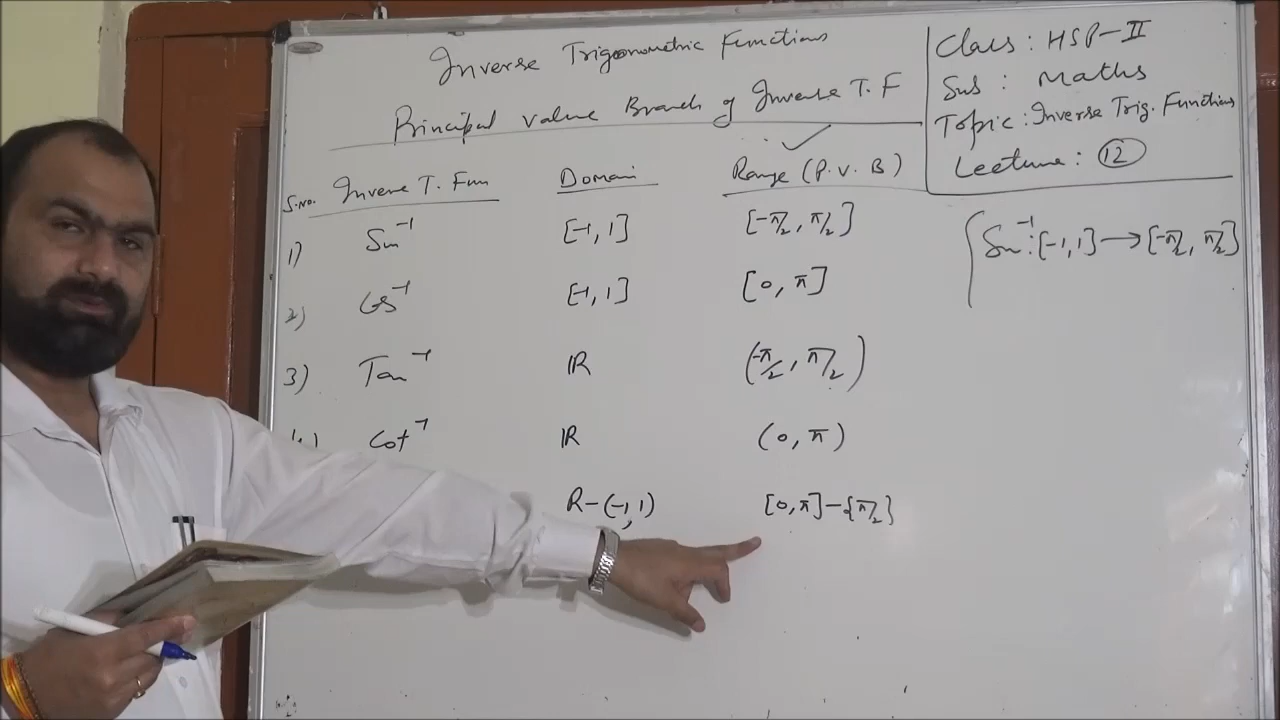 Inverse Trigonometric Functions
Principal value Branch of Inverse T.F
S.No. Inverse T. Fun Domain Range (P.V.B)
1) Sin⁻¹ [-1, 1] [-π/2, π/2]
2) Cos⁻¹ [-1, 1] [0, π]
3) Tan⁻¹ ℝ (-π/2, π/2)
4) Cot⁻¹ ℝ (0, π)
R-(-1, 1) [0, π]-{π/2}
Class: HSP-II
Sub: Maths
Topic: Inverse Trig. Functions
Lecture: 12
Sin⁻¹: [-1, 1] → [-π/2, π/2]